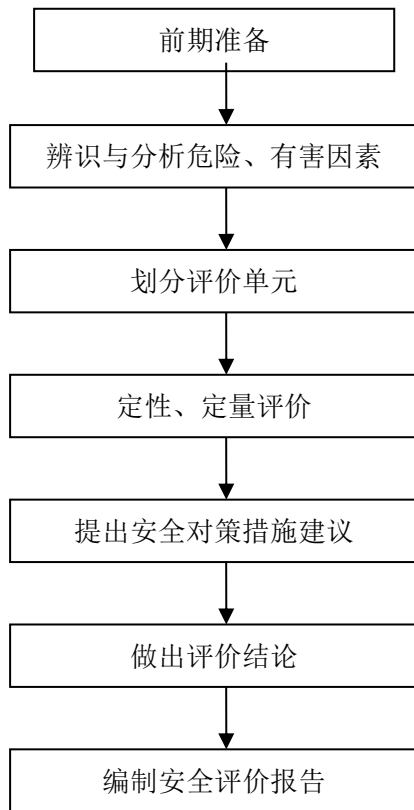 前期准备
辨识与分析危险、有害因素
划分评价单元
定性、定量评价
提出安全对策措施建议
做出评价结论
编制安全评价报告